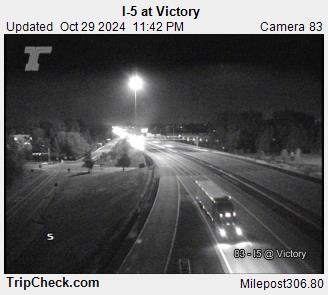 I-5 at Victory
Updated Oct 29 2024 11:42 PM Camera 83
T
S
83 - I5 @ Victory
TripCheck.com Milepost306.80